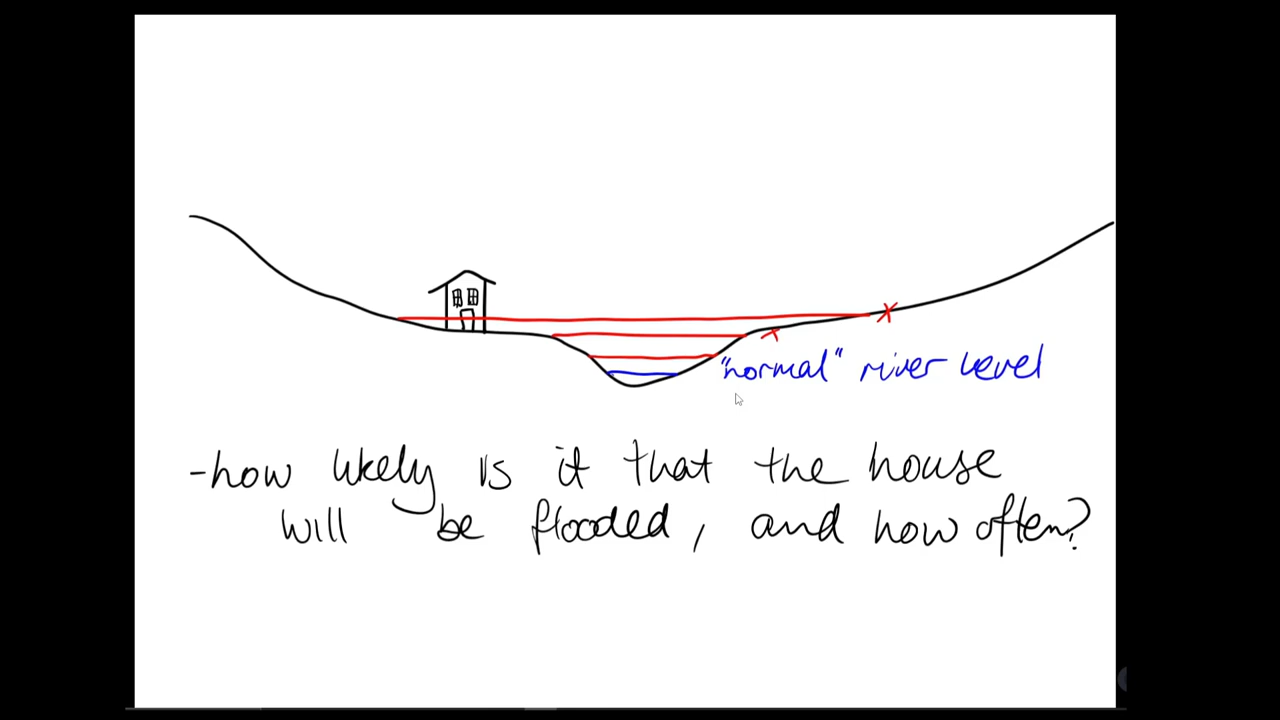 "normal" river level
-how likely is it that the house
will be flooded, and how often?